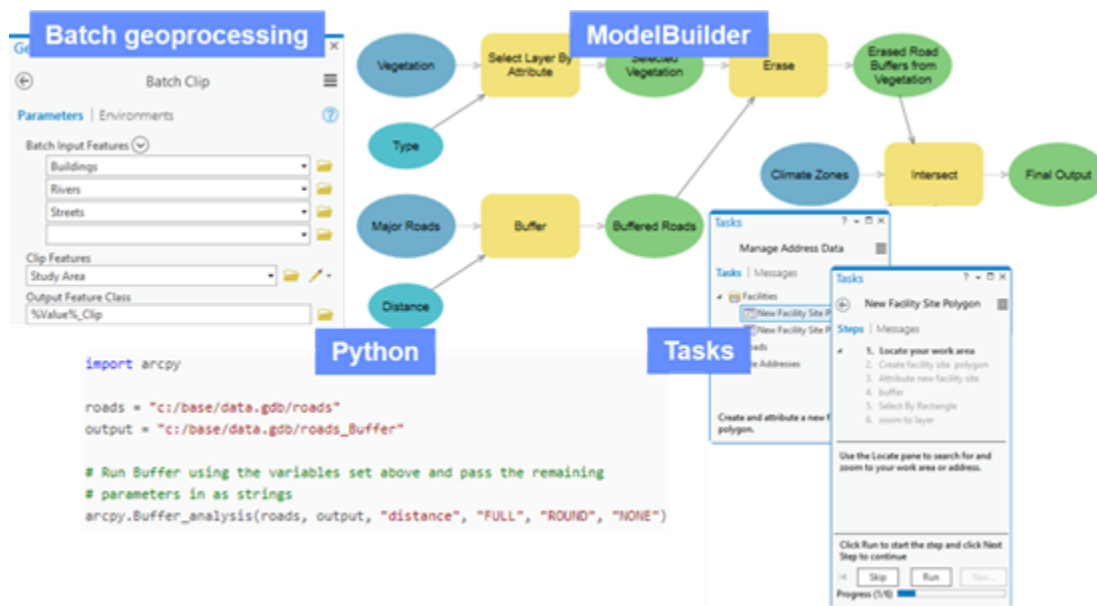 Batch geoprocessing
Ge
Batch Clip
Parameters | Environments
Batch Input Features
Buildings
Rivers
Streets
Clip Features
Study Area
Output Feature Class
%Value%_Clip
ModelBuilder
Vegetation
Select Layer By
Attribute
Selected
Vegetation
Erase
Erased Road
Buffers from
Vegetation
Type
Climate Zones
Intersect
Final Output
Major Roads
Buffer
Buffered Roads
Distance
Python
import arcpy
roads = "c:/base/data.gdb/roads"
output = "c:/base/data.gdb/roads_Buffer"
# Run Buffer using the variables set above and pass the remaining
# parameters in as strings
arcpy.Buffer_analysis(roads, output, "distance", "FULL", "ROUND", "NONE")
Tasks
Tasks
Manage Address Data
Tasks | Messages
Facilities
New Facility Site P
New Facility Site P
Addresses
Create and attribute a new f
polygon.
Tasks
New Facility Site Polygon
Steps | Messages
1. Locate your work area
2. Create facility site polygon
3. Attribute new facility site
4. buffer
5. Select By Rectangle
6. zoom to layer
Use the Locate pane to search for and
zoom to your work area or address.
Click Run to start the step and click Next
Step to continue
Skip
Run
Progress (1/6)